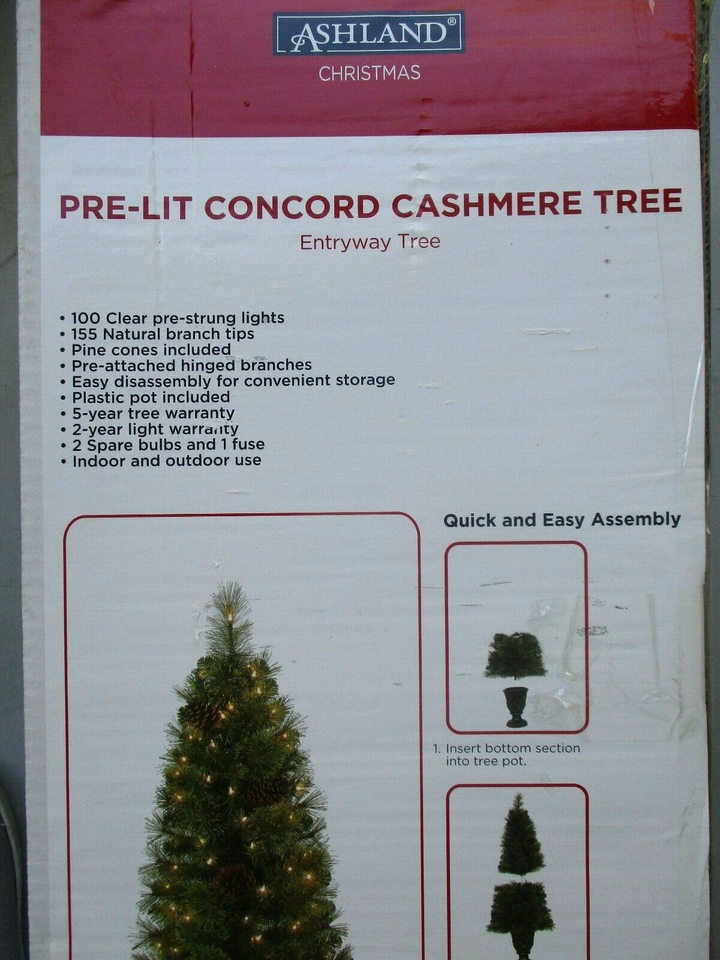 ASHLAND®
CHRISTMAS
PRE-LIT CONCORD CASHMERE TREE
Entryway Tree
• 100 Clear pre-strung lights
• 155 Natural branch tips
• Pine cones included
• Pre-attached hinged branches
• Easy disassembly for convenient storage
• Plastic pot included
• 5-year tree warranty
• 2-year light warranty
• 2 Spare bulbs and 1 fuse
• Indoor and outdoor use
Quick and Easy Assembly
1. Insert bottom section
into tree pot.